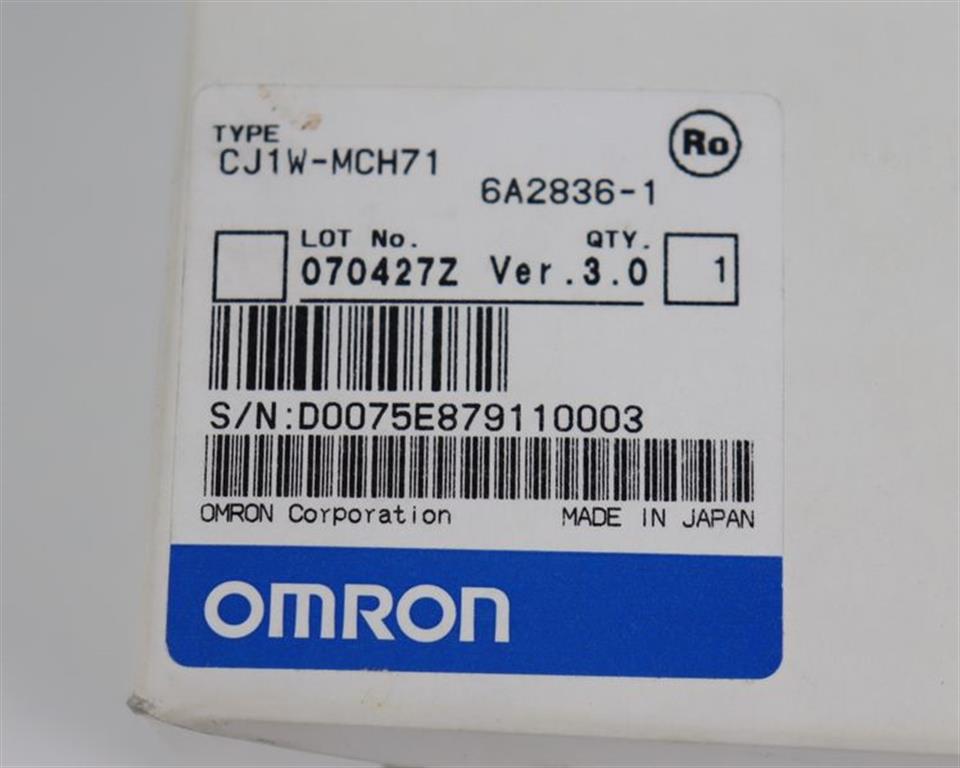 TYPE
CJ1W-MCH71
Ro
6A2836-1
LOT No.
QTY.
070427Z Ver.3.0
1
S/N:D0075E879110003
OMRON Corporation
MADE IN JAPAN
OMRON